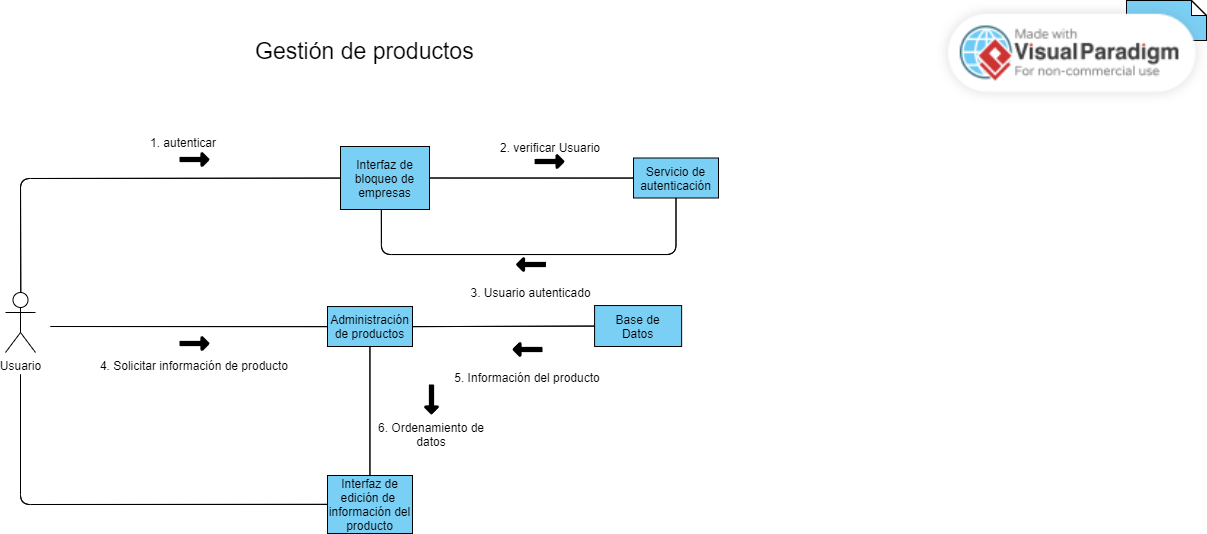 Gestión de productos
Made with
VisualParadigm
For non-commercial use
1. autenticar
2. verificar Usuario
Interfaz de
bloqueo de
empresas
Servicio de
autenticación
3. Usuario autenticado
Administración
de productos
Base de
Datos
Usuario
4. Solicitar información de producto
5. Información del producto
6. Ordenamiento de
datos
Interfaz de
edición de
información del
producto